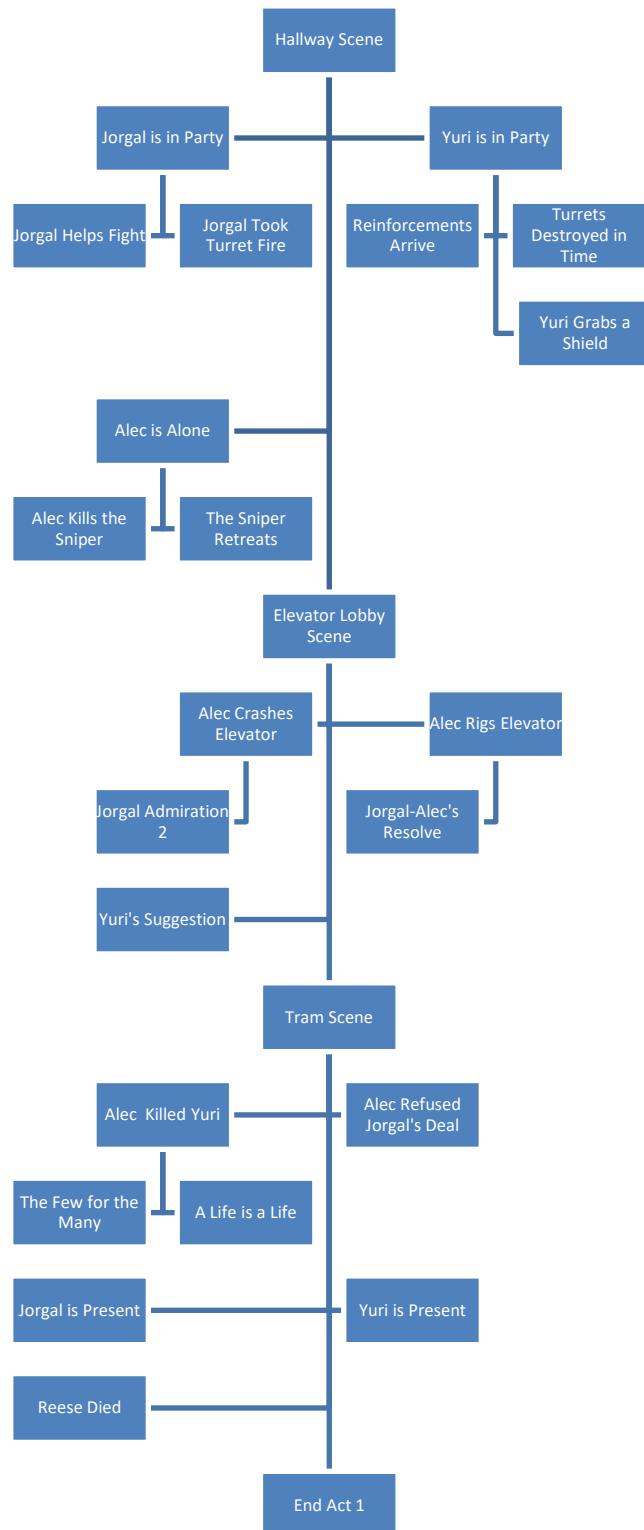 Hallway Scene
Jorgal is in Party
Yuri is in Party
Jorgal Helps Fight
Jorgal Took
Turret Fire
Reinforcements
Arrive
Turrets
Destroyed in
Time
Yuri Grabs a
Shield
Alec is Alone
Alec Kills the
Sniper
The Sniper
Retreats
Elevator Lobby
Scene
Alec Crashes
Elevator
Alec Rigs Elevator
Jorgal Admiration
2
Jorgal-Alec's
Resolve
Yuri's Suggestion
Tram Scene
Alec  Killed Yuri
Alec Refused
Jorgal's Deal
The Few for the
Many
A Life is a Life
Jorgal is Present
Yuri is Present
Reese Died
End Act 1